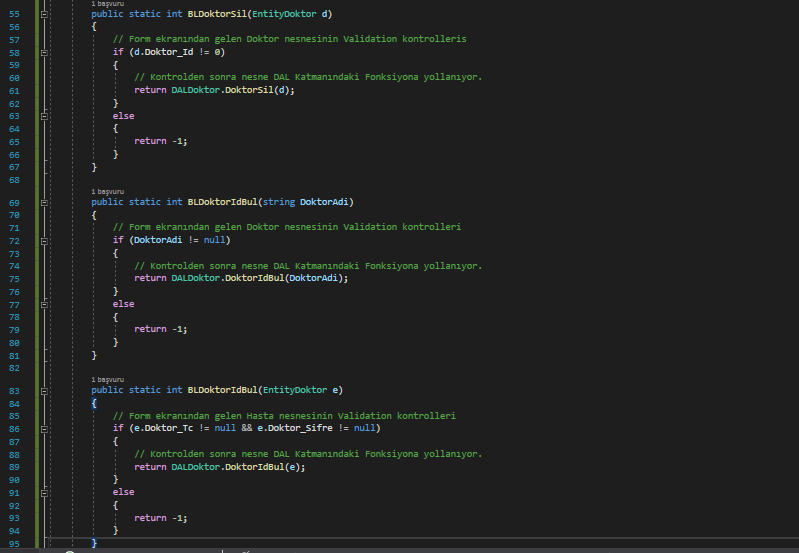 1 başvuru
55 public static int BLDoktorSil(EntityDoktor d)
56 {
57 // Form ekranından gelen Doktor nesnesinin Validation kontrolleris
58 if (d.Doktor_Id != 0)
59 {
60 // Kontrolden sonra nesne DAL Katmanındaki Fonksiyona yollanıyor.
61 return DALDoktor.DoktorSil(d);
62 }
63 else
64 {
65 return -1;
66 }
67 }
68
1 başvuru
69 public static int BLDoktorIdBul(string DoktorAdi)
70 {
71 // Form ekranından gelen Doktor nesnesinin Validation kontrolleri
72 if (DoktorAdi != null)
73 {
74 // Kontrolden sonra nesne DAL Katmanındaki Fonksiyona yollanıyor.
75 return DALDoktor.DoktorIdBul(DoktorAdi);
76 }
77 else
78 {
79 return -1;
80 }
81 }
82
1 başvuru
83 public static int BLDoktorIdBul(EntityDoktor e)
84 {
85 // Form ekranından gelen Hasta nesnesinin Validation kontrolleri
86 if (e.Doktor_Tc != null && e.Doktor_Sifre != null)
87 {
88 // Kontrolden sonra nesne DAL Katmanındaki Fonksiyona yollanıyor.
89 return DALDoktor.DoktorIdBul(e);
90 }
91 else
92 {
93 return -1;
94 }
95 }